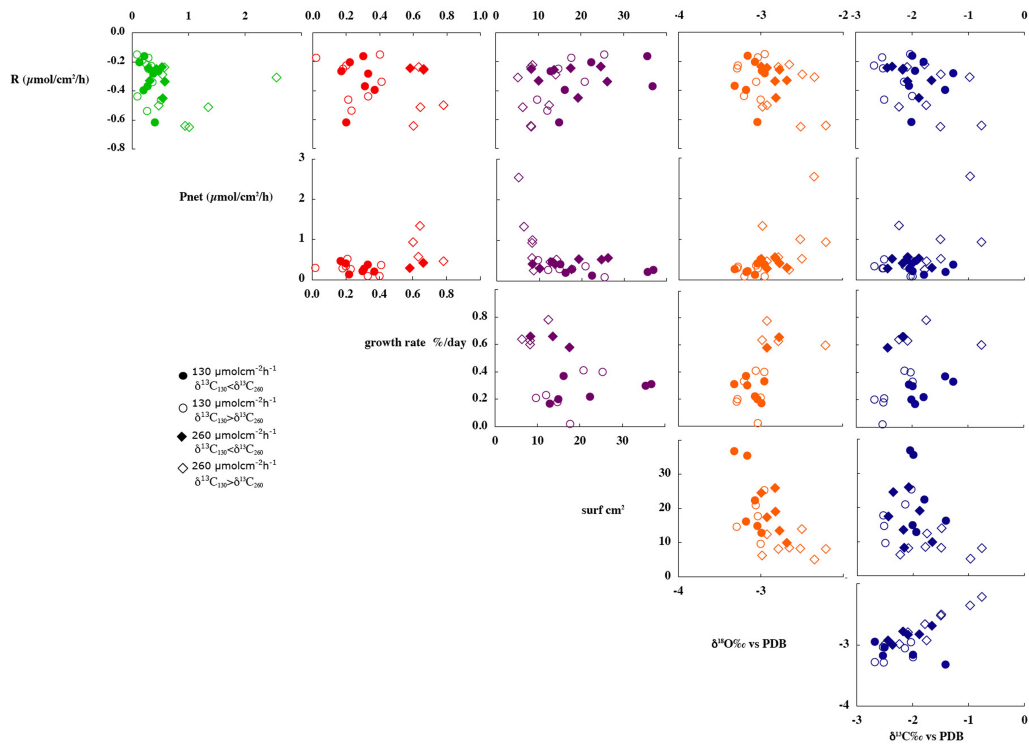 0 1 2 3
0.0 0.2 0.4 0.6 0.8 1.0
0 10 20 30
-4 -3 -2
-3 -2 -1 0
R (µmol/cm²/h)
0.0
-0.2
-0.4
-0.6
-0.8
Pnet (µmol/cm²/h)
3
2
1
0
0.0 0.2 0.4 0.6 0.8
growth rate %/day
0.8
0.6
0.4
0.2
0.0
0 10 20 30
130 µmolcm⁻²h⁻¹
δ¹³C₁₃₀<δ¹³C₂₆₀
130 µmolcm⁻²h⁻¹
δ¹³C₁₃₀>δ¹³C₂₆₀
260 µmolcm⁻²h⁻¹
δ¹³C₁₃₀<δ¹³C₂₆₀
260 µmolcm⁻²h⁻¹
δ¹³C₁₃₀>δ¹³C₂₆₀
surf cm²
30
20
10
0
-4 -3 -2
δ¹⁸O‰ vs PDB
-3
-4
-3 -2 -1 0
δ¹³C‰ vs PDB